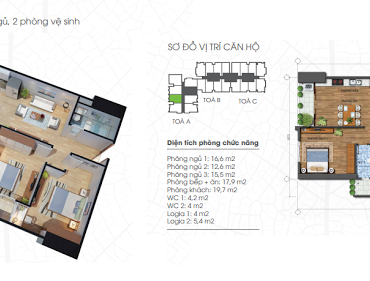 ủ, 2 phòng vệ sinh
SƠ ĐỒ VỊ TRÍ CĂN HỘ
TOÀ B
TOÀ C
TOÀ A
Diện tích phòng chức năng
Phòng ngủ 1: 16,6 m2
Phòng ngủ 2: 12,6 m2
Phòng ngủ 3: 15,5 m2
Phòng bếp + ăn: 17,9 m2
Phòng khách: 19,7 m2
WC 1: 4,2 m2
WC 2: 4 m2
Logia 1: 4 m2
Logia 2: 5,4 m2